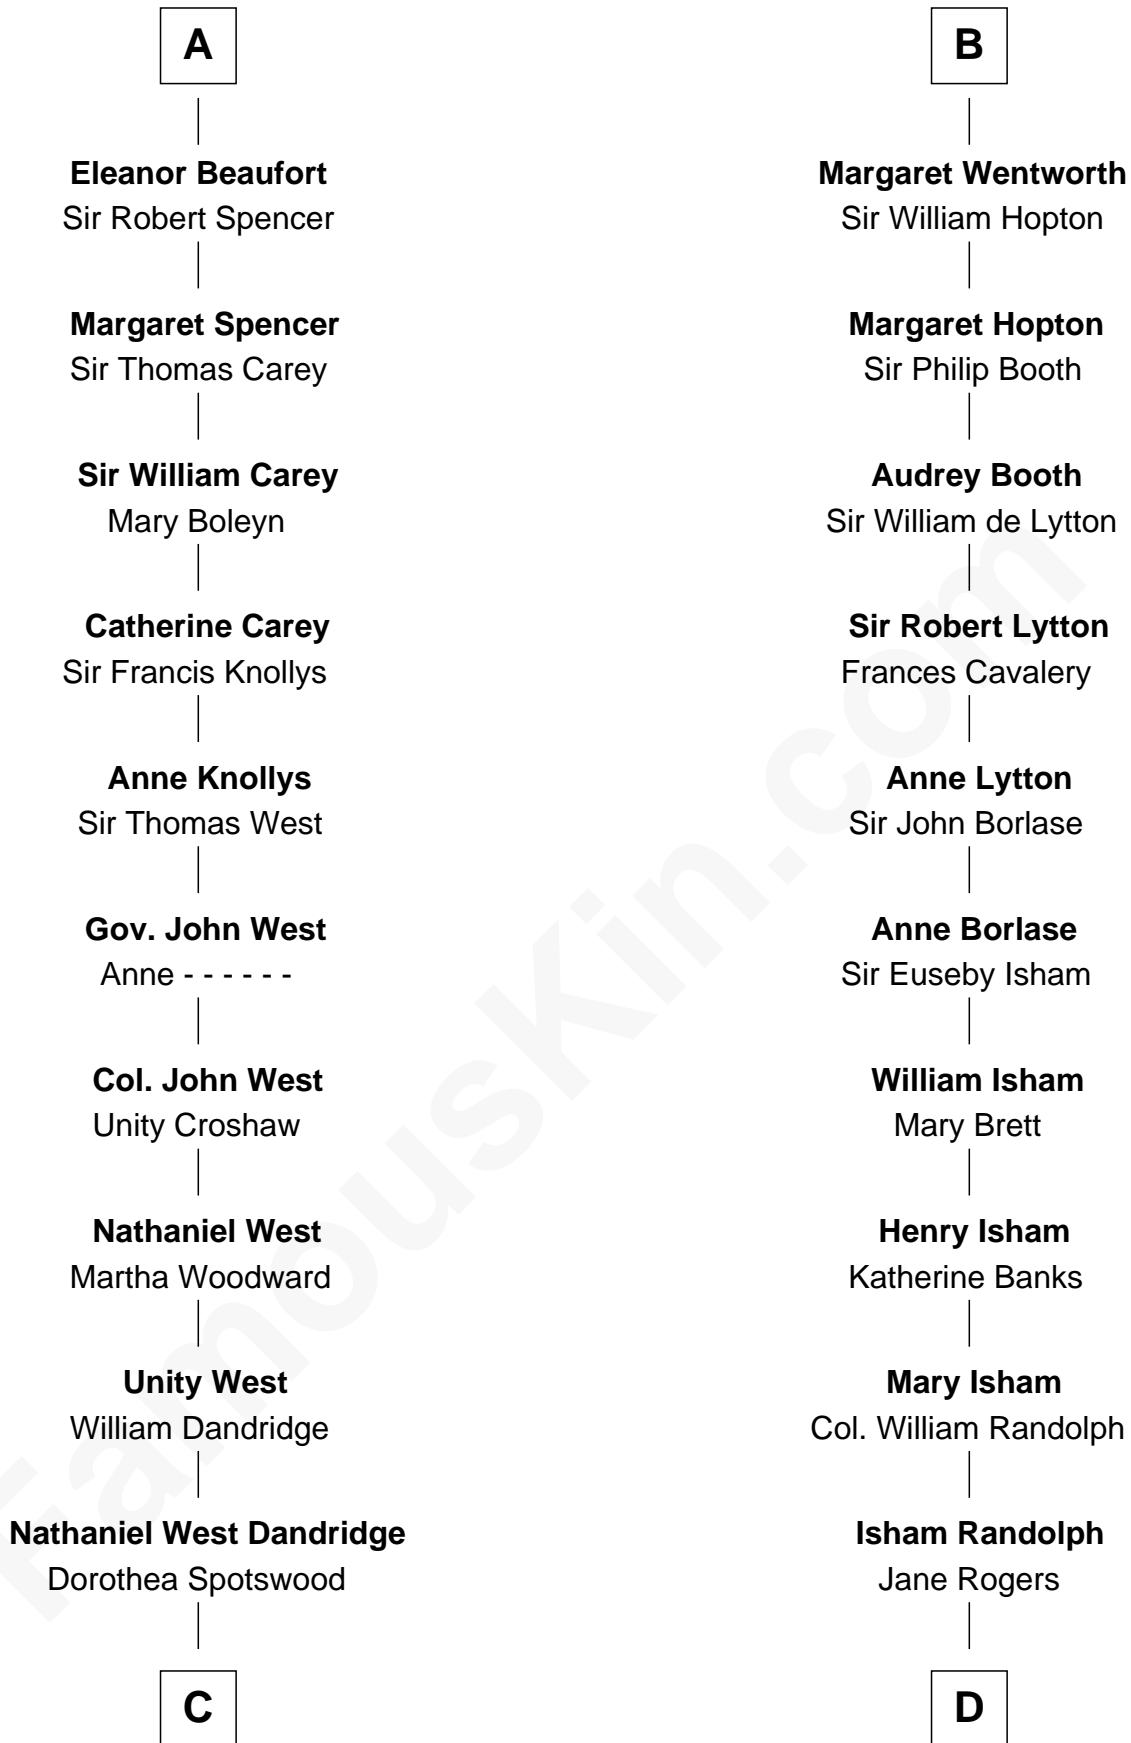 A
Eleanor Beaufort
Sir Robert Spencer
Margaret Spencer
Sir Thomas Carey
Sir William Carey
Mary Boleyn
Catherine Carey
Sir Francis Knollys
Anne Knollys
Sir Thomas West
Gov. John West
Anne - - - - - -
Col. John West
Unity Croshaw
Nathaniel West
Martha Woodward
Unity West
William Dandridge
Nathaniel West Dandridge
Dorothea Spotswood
C
B
Margaret Wentworth
Sir William Hopton
Margaret Hopton
Sir Philip Booth
Audrey Booth
Sir William de Lytton
Sir Robert Lytton
Frances Cavalery
Anne Lytton
Sir John Borlase
Anne Borlase
Sir Euseby Isham
William Isham
Mary Brett
Henry Isham
Katherine Banks
Mary Isham
Col. William Randolph
Isham Randolph
Jane Rogers
D
FamousKin.com